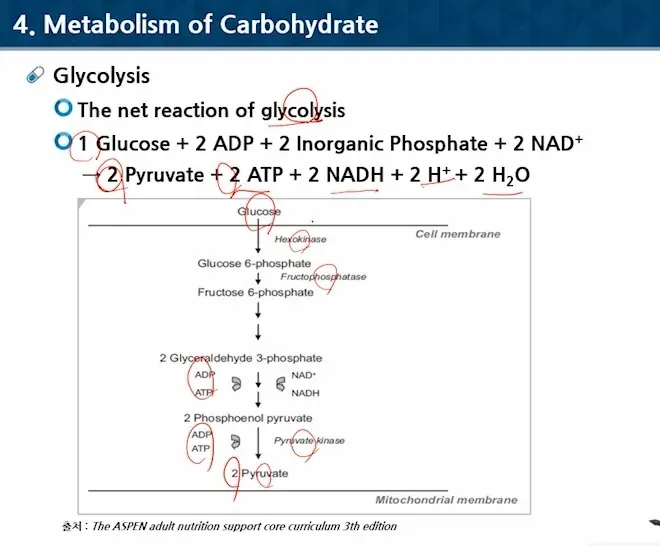 4. Metabolism of Carbohydrate
Glycolysis
The net reaction of glycolysis
1 Glucose + 2 ADP + 2 Inorganic Phosphate + 2 NAD⁺
→ 2 Pyruvate + 2 ATP + 2 NADH + 2 H⁺ + 2 H₂O
Glucose
Cell membrane
Hexokinase
Glucose 6-phosphate
Fructophosphatase
Fructose 6-phosphate
2 Glyceraldehyde 3-phosphate
ADP NAD⁺
ATP NADH
2 Phosphoenol pyruvate
ADP
Pyruvate kinase
ATP
2 Pyruvate
Mitochondrial membrane
출처 : The ASPEN adult nutrition support core curriculum 3th edition